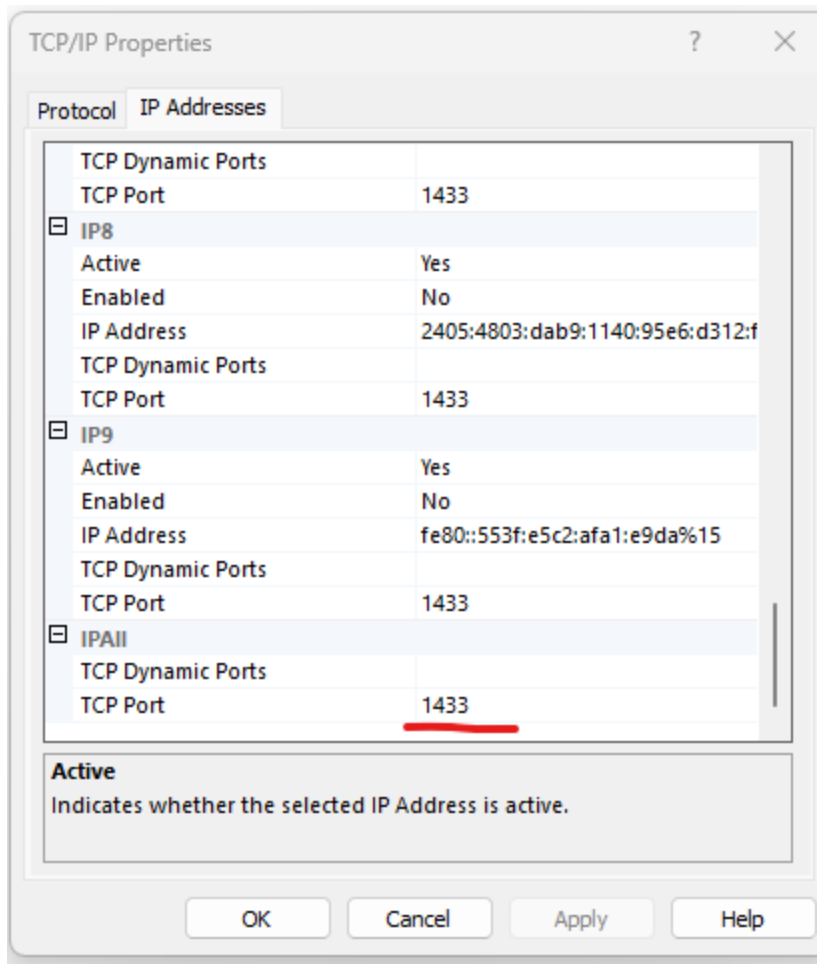 TCP/IP Properties ? ×
Protocol IP Addresses
TCP Dynamic Ports
TCP Port 1433
IP8
Active Yes
Enabled No
IP Address 2405:4803:dab9:1140:95e6:d312:f
TCP Dynamic Ports
TCP Port 1433
IP9
Active Yes
Enabled No
IP Address fe80::553f:e5c2:afa1:e9da%15
TCP Dynamic Ports
TCP Port 1433
IPAll
TCP Dynamic Ports
TCP Port 1433
Active
Indicates whether the selected IP Address is active.
OK Cancel Apply Help